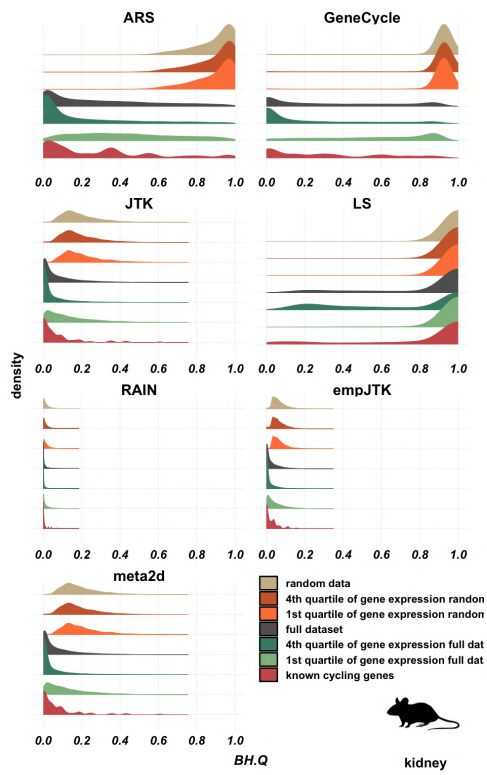 ARS GeneCycle
0.0 0.2 0.4 0.6 0.8 1.0 0.0 0.2 0.4 0.6 0.8 1.0
JTK LS
0.0 0.2 0.4 0.6 0.8 1.0 0.0 0.2 0.4 0.6 0.8 1.0
density
RAIN empJTK
0.0 0.2 0.4 0.6 0.8 1.0 0.0 0.2 0.4 0.6 0.8 1.0
meta2d
random data
4th quartile of gene expression random
1st quartile of gene expression random
full dataset
4th quartile of gene expression full dat
1st quartile of gene expression full dat
known cycling genes
0.0 0.2 0.4 0.6 0.8 1.0
BH.Q
kidney